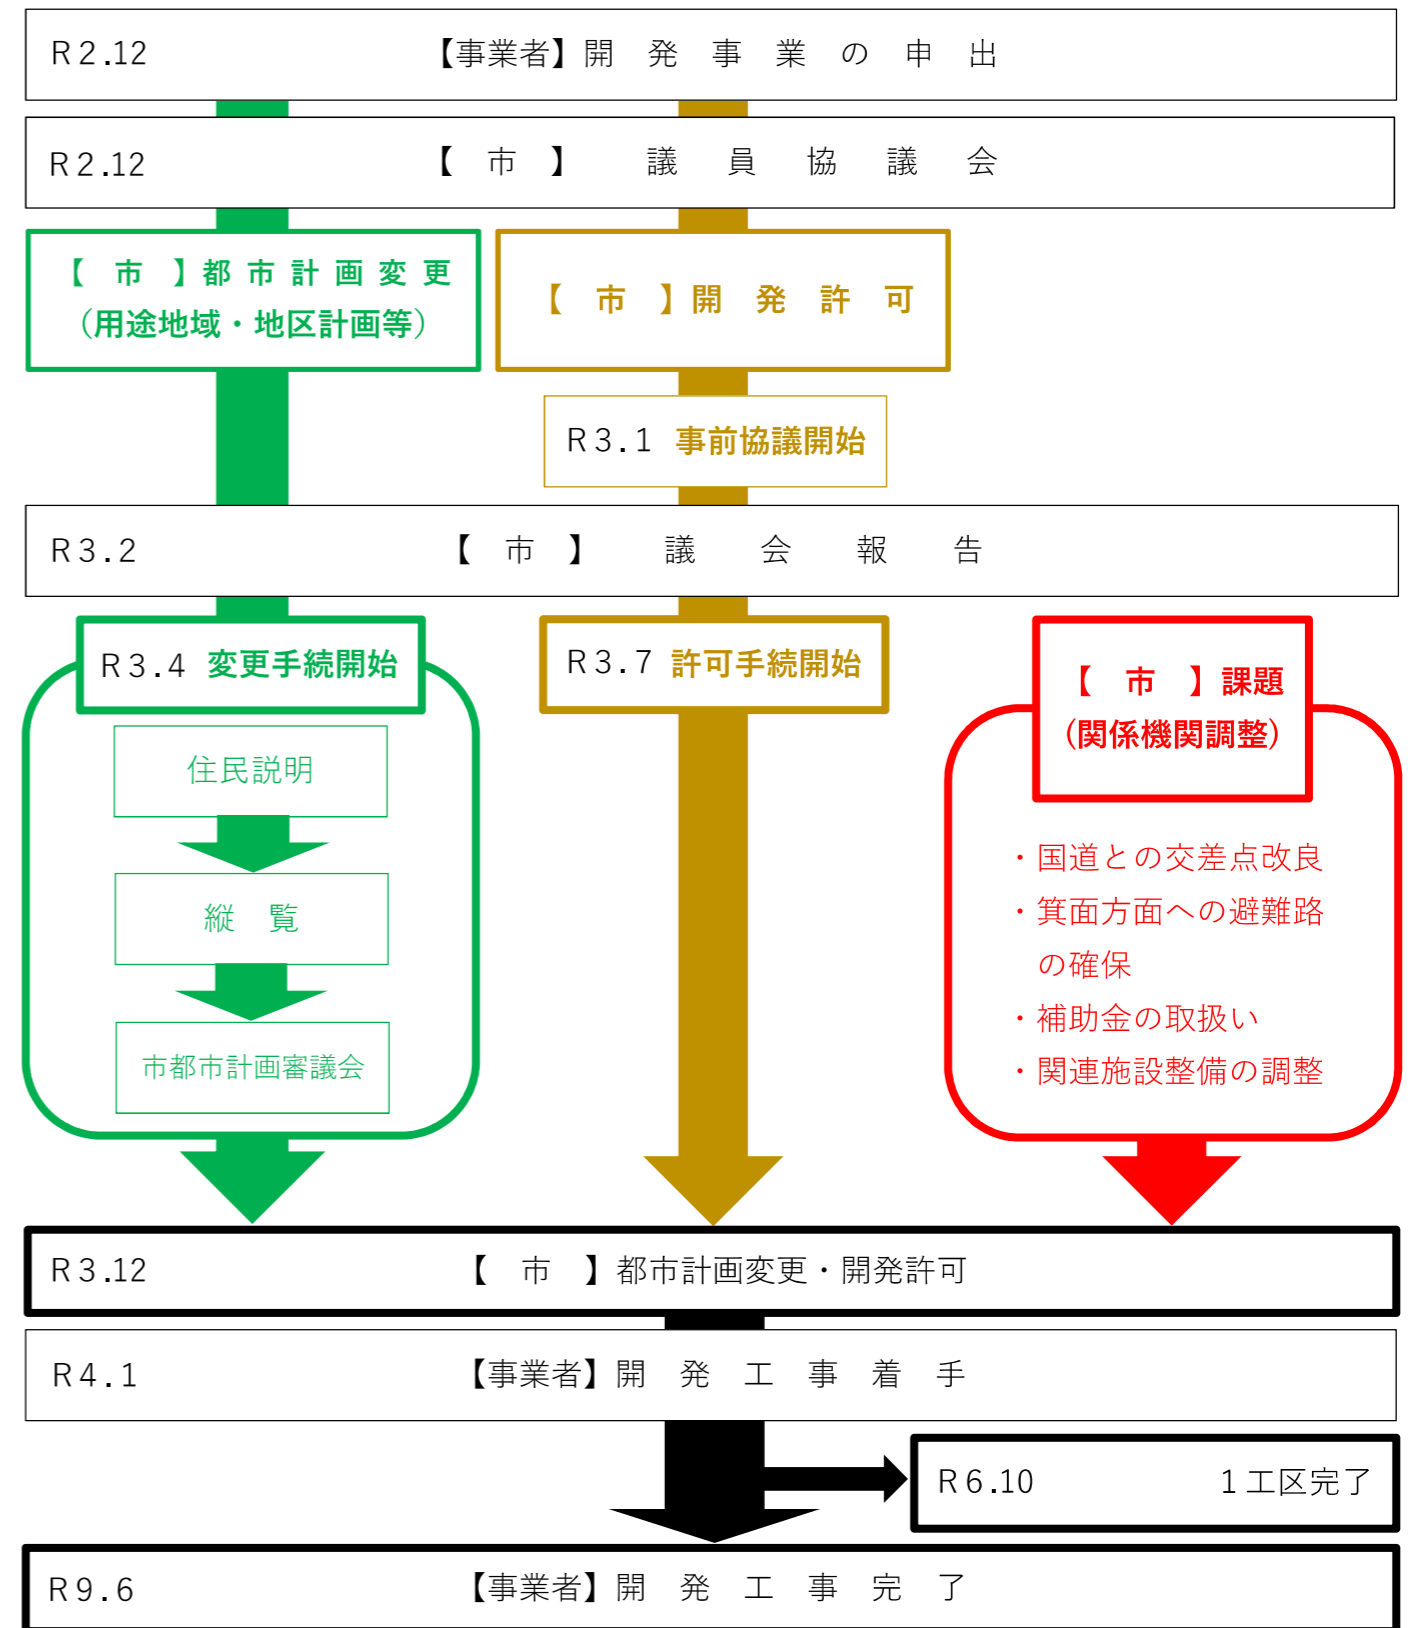 R2.12 【事業者】開発事業の申出
R2.12 【 市 】 議員協議会
【 市 】都市計画変更
（用途地域・地区計画等）
【 市 】開発許可
R3.1 事前協議開始
R3.2 【 市 】 議会報告
R3.4 変更手続開始
住民説明
縦覧
市都市計画審議会
R3.7 許可手続開始
【 市 】課題
（関係機関調整）
・国道との交差点改良
・箕面方面への避難路
の確保
・補助金の取扱い
・関連施設整備の調整
R3.12 【 市 】都市計画変更・開発許可
R4.1 【事業者】開発工事着手
R6.10 1工区完了
R9.6 【事業者】開発工事完了